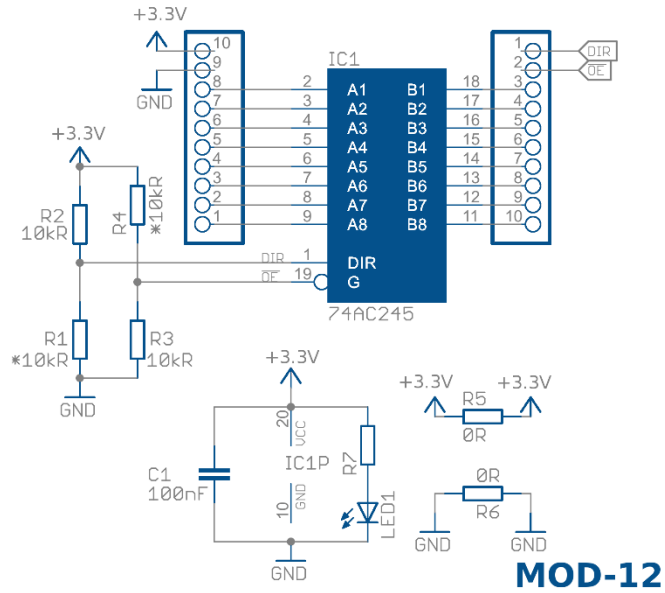 +3.3V
IC1
10 1 DIR
9 2 OE
GND
8 2 A1 B1 18 3
7 3 A2 B2 17 4
6 4 A3 B3 16 5
5 5 A4 B4 15 6
4 6 A5 B5 14 7
3 7 A6 B6 13 8
2 8 A7 B7 12 9
1 9 A8 B8 11 10
+3.3V
R2
10kR
R4
*10kR
DIR 1 DIR
OE 19 G
74AC245
R1
*10kR
R3
10kR
GND
+3.3V
20
VCC
IC1P
C1
100nF
10
GND
R7
LED1
GND
+3.3V +3.3V
R5
0R
0R
R6
GND GND
MOD-12